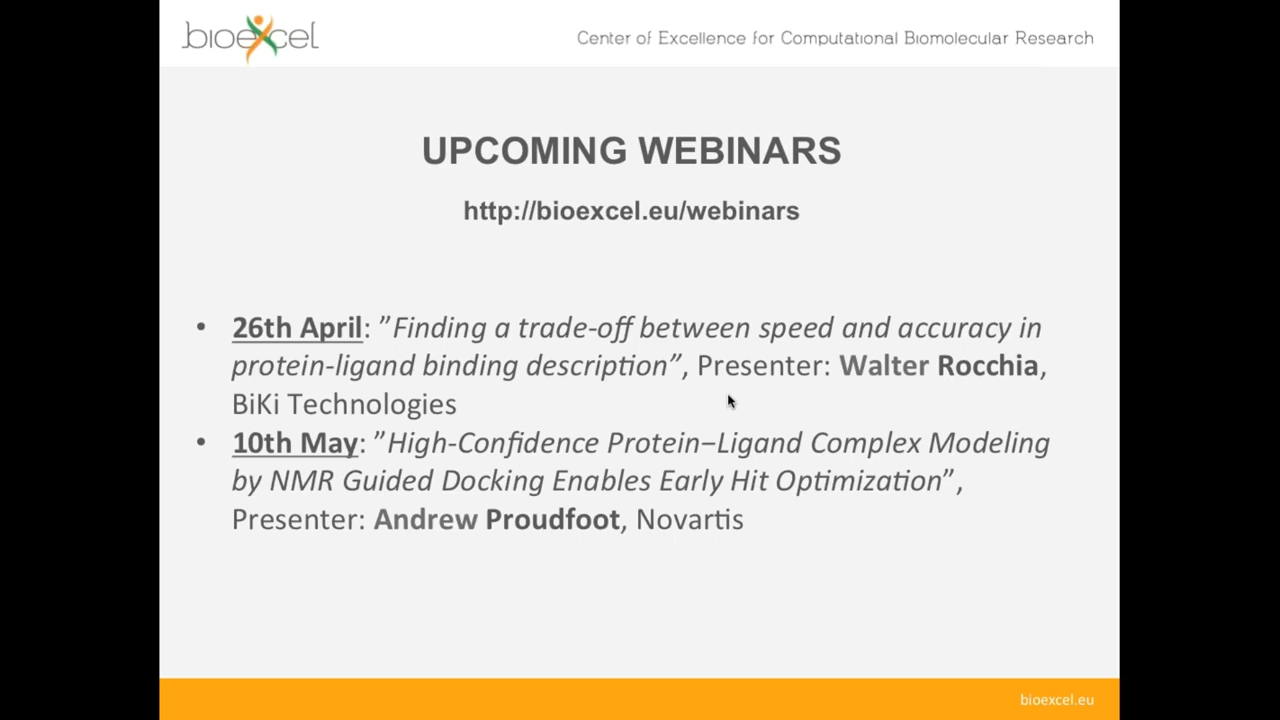 bioexcel
Center of Excellence for Computational Biomolecular Research
UPCOMING WEBINARS
http://bioexcel.eu/webinars
• 26th April: ”Finding a trade-off between speed and accuracy in
protein-ligand binding description”, Presenter: Walter Rocchia,
BiKi Technologies
• 10th May: ”High-Confidence Protein–Ligand Complex Modeling
by NMR Guided Docking Enables Early Hit Optimization”,
Presenter: Andrew Proudfoot, Novartis
bioexcel.eu